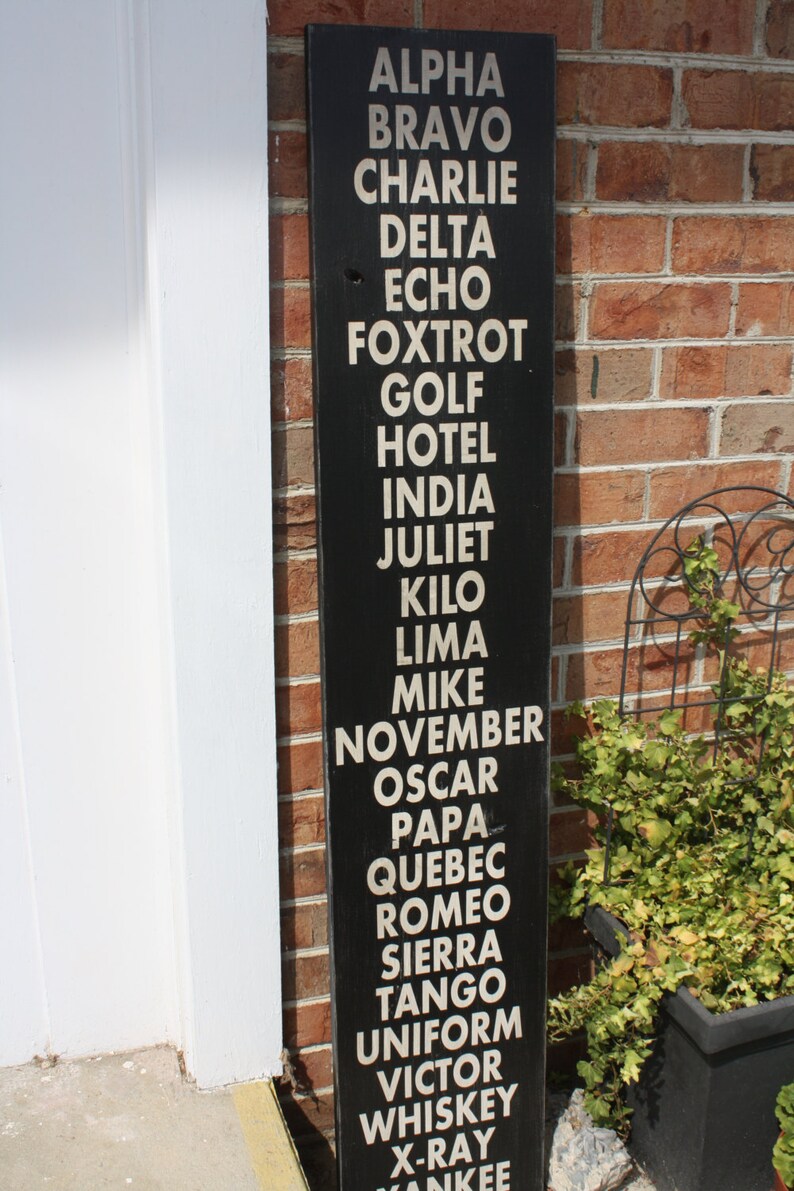 ALPHA
BRAVO
CHARLIE
DELTA
ECHO
FOXTROT
GOLF
HOTEL
INDIA
JULIET
KILO
LIMA
MIKE
NOVEMBER
OSCAR
PAPA
QUEBEC
ROMEO
SIERRA
TANGO
UNIFORM
VICTOR
WHISKEY
X-RAY
YANKEE